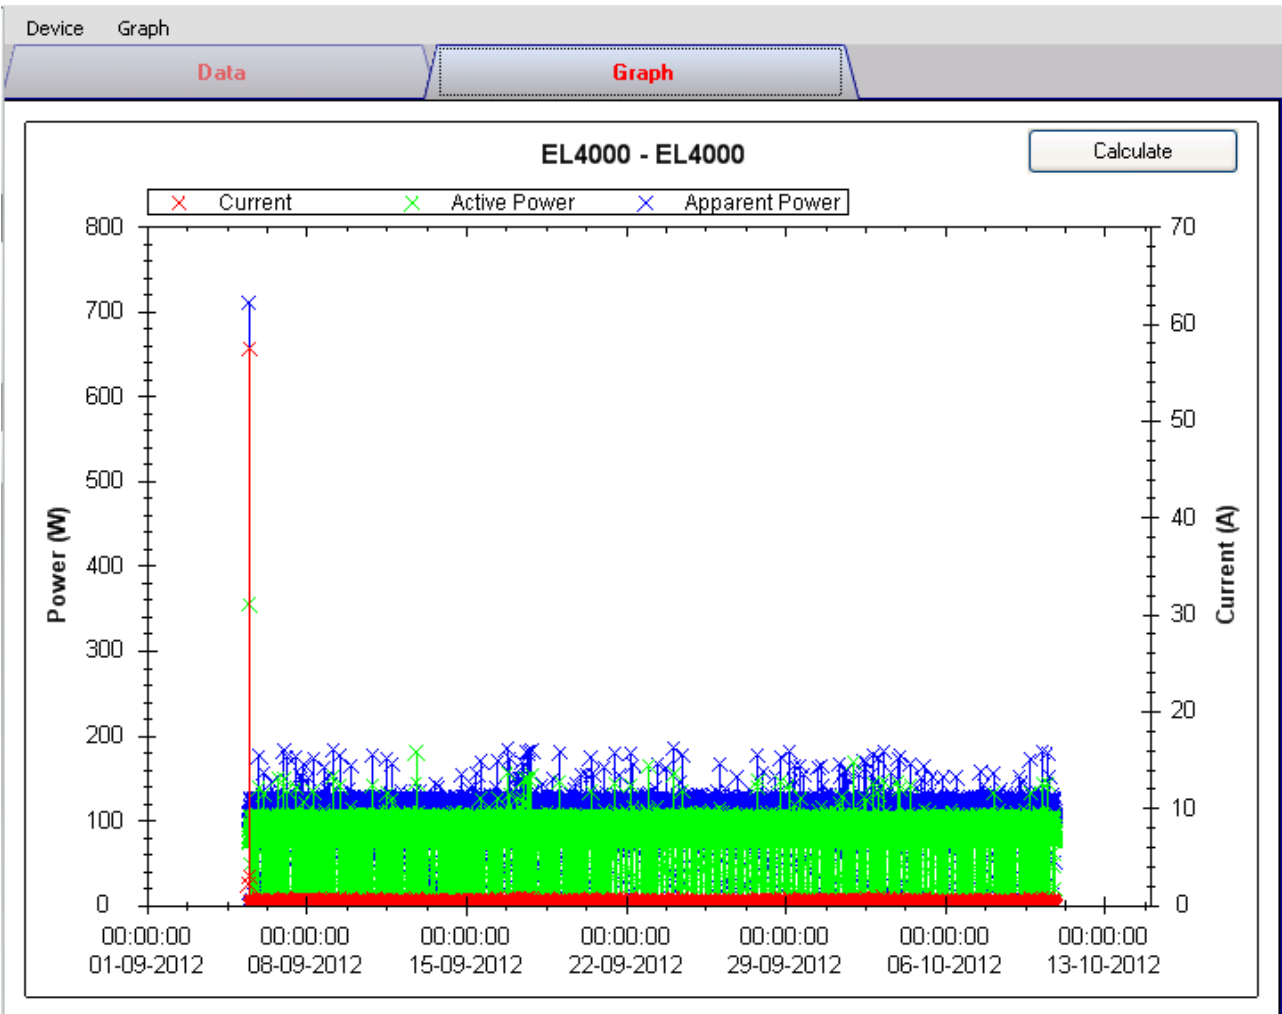 Device Graph
Data Graph
EL4000 - EL4000 Calculate
Current Active Power Apparent Power
800 70
700
60
600
50
500
40
400
30
300
20
200
100 10
0 0
Power (W)
Current (A)
00:00:00 00:00:00 00:00:00 00:00:00 00:00:00 00:00:00 00:00:00
01-09-2012 08-09-2012 15-09-2012 22-09-2012 29-09-2012 06-10-2012 13-10-2012